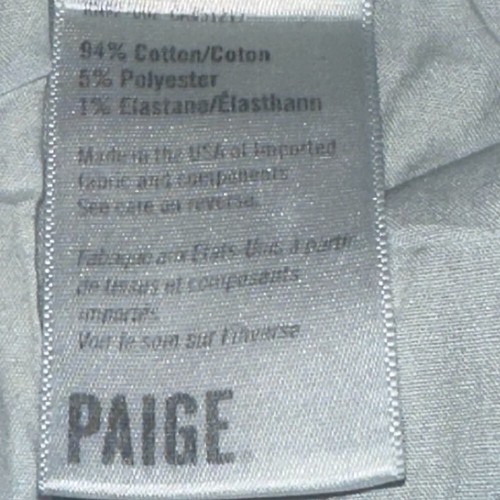 94% Cotton/Coton
5% Polyester
1% Elastane/Élasthann
Made in the USA of imported
fabric and components
See care on reverse.
Fabriqué aux États-Unis, à partir
de tissus et composants
importés
Voir le soin sur l'inverse
PAIGE